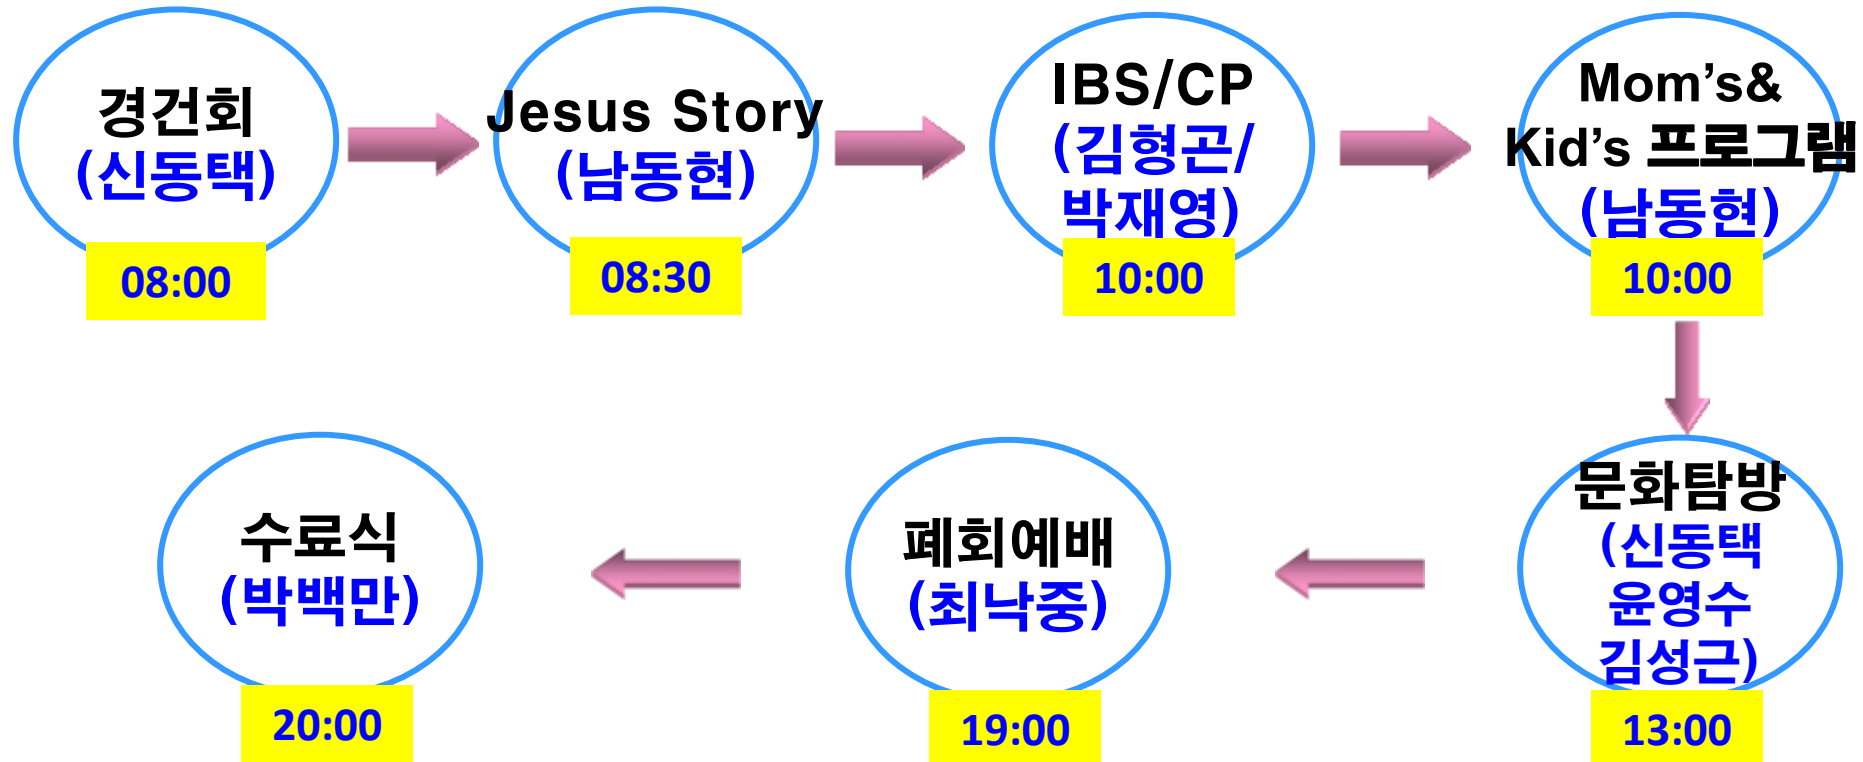 경건회
(신동택)
08:00
Jesus Story
(남동현)
08:30
IBS/CP
(김형곤/
박재영)
10:00
Mom’s&
Kid’s 프로그램
(남동현)
10:00
문화탐방
(신동택
윤영수
김성근)
13:00
폐회예배
(최낙중)
19:00
수료식
(박백만)
20:00